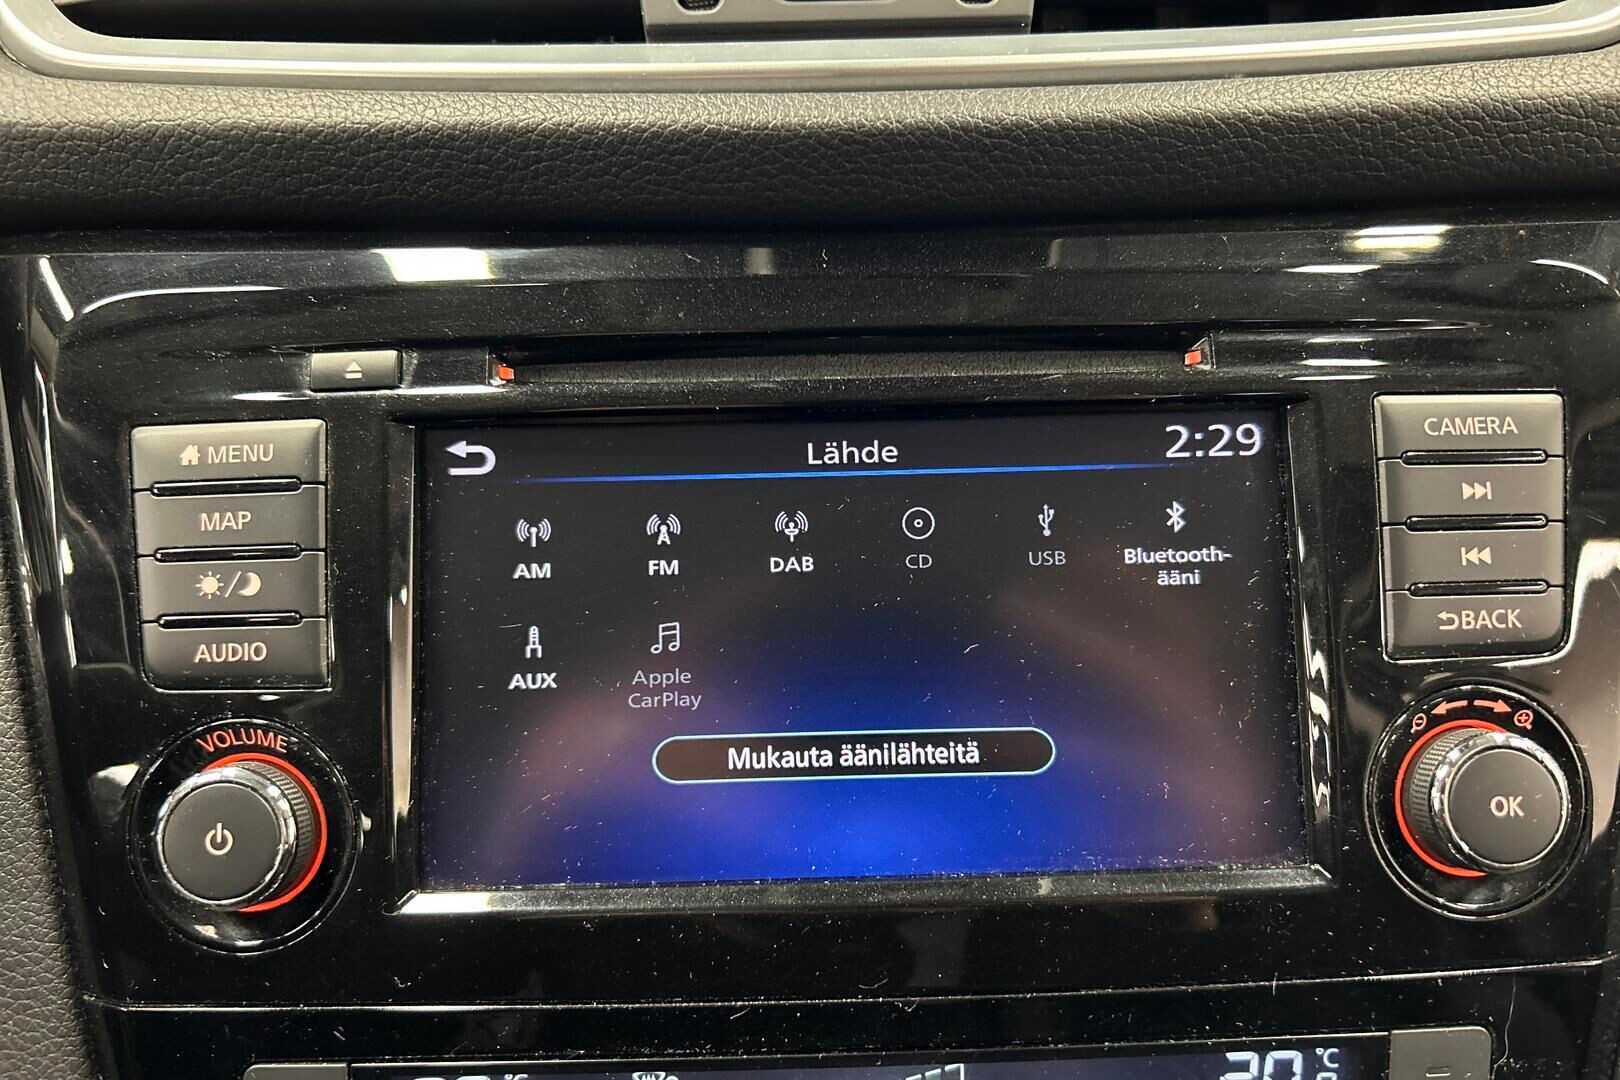 MENU
MAP
AUDIO
VOLUME
Lähde
2:29
AM
FM
DAB
CD
USB
Bluetooth-
ääni
AUX
Apple
CarPlay
Mukauta äänilähteitä
CAMERA
BACK
OK
°C
20 °C